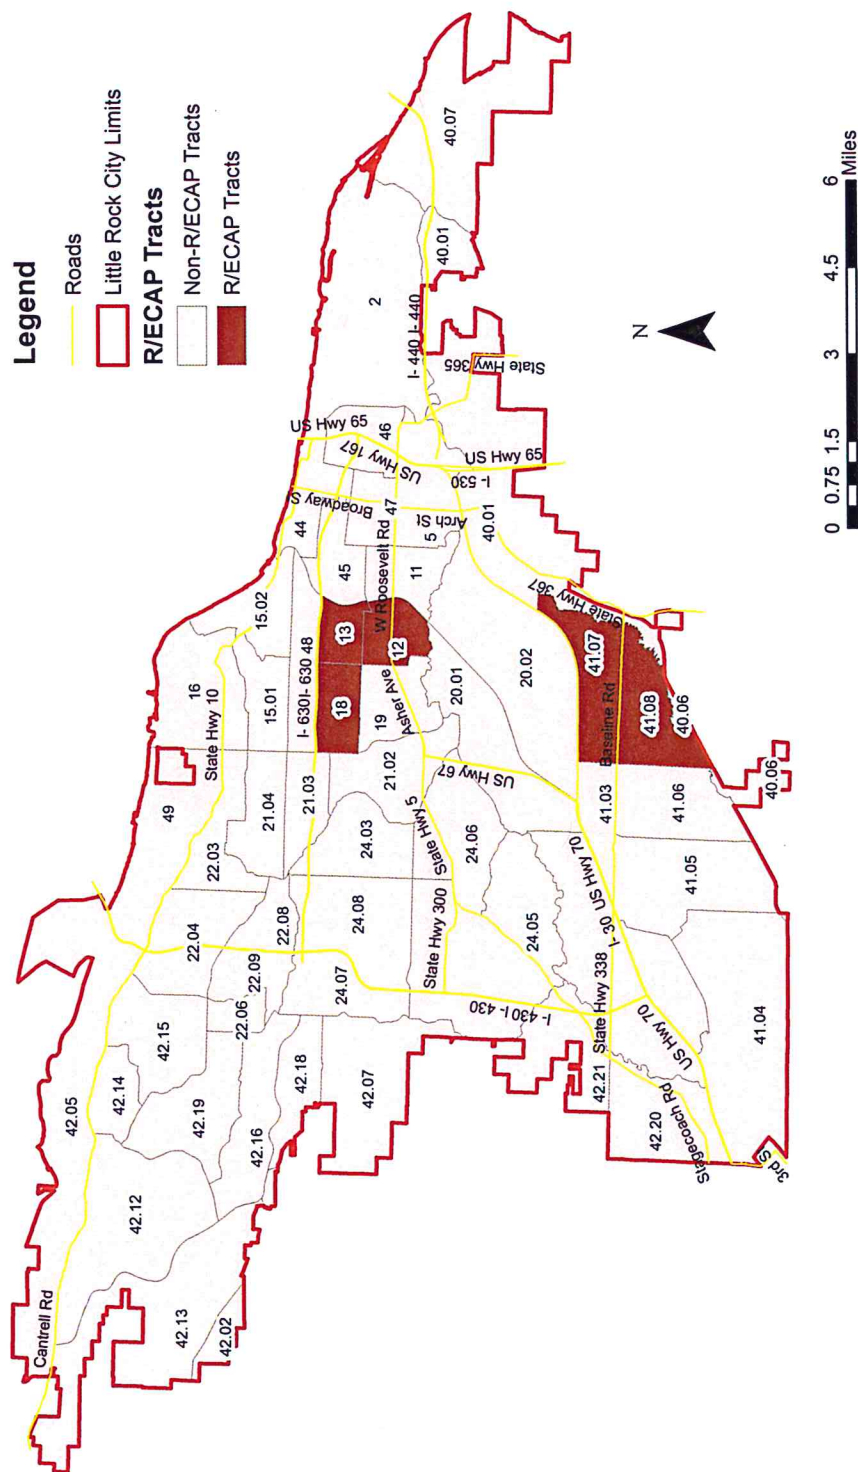 Legend
Roads
Little Rock City Limits
R/ECAP Tracts
Non-R/ECAP Tracts
R/ECAP Tracts
Cantrell Rd
42.05
42.12
42.13
42.02
42.14
42.15
42.19
42.16
42.18
42.07
22.04
22.09
22.06
22.08
22.03
49
16
State Hwy 10
15.02
15.01
21.04
21.03
I- 630
I- 630
48
44
45
18
13
12
W Roosevelt Rd
Asher Ave
19
21.02
24.03
24.08
24.07
State Hwy 300
State Hwy 5
24.06
24.05
US Hwy 67
20.01
20.02
11
5
47
46
Broadway S
US Hwy 167
US Hwy 65
US Hwy 65
I- 530
Arch St
40.01
2
I- 440
I- 440
40.01
40.07
State Hwy 365
State Hwy 367
41.07
Basaline Rd
41.08
40.06
40.06
41.03
41.06
41.05
41.04
I- 30
US Hwy 70
I- 430
I- 430
State Hwy 338
US Hwy 70
42.21
42.20
Stagecoach Rd
3rd S
N
0 0.75 1.5 3 4.5 6
Miles